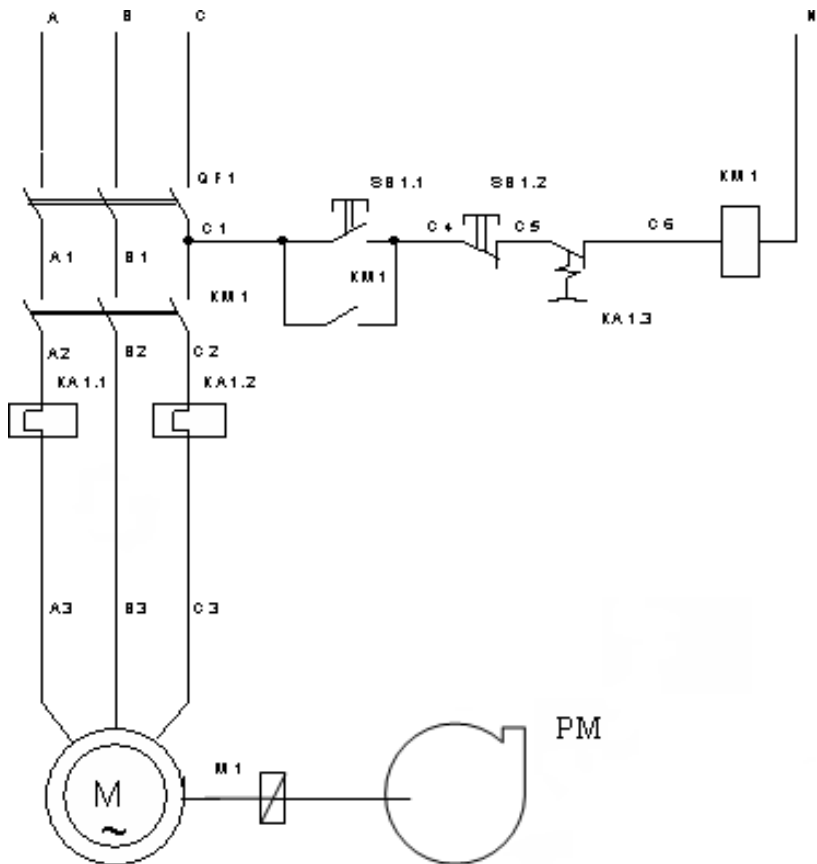 A B C N
QF1
SB1.1 SB1.2 KM1
C1 C4 C5 C6
A1 B1
KM1
KM1
KA1.3
A2 B2 C2
KA1.1 KA1.2
A3 B3 C3
PM
M1
M
~